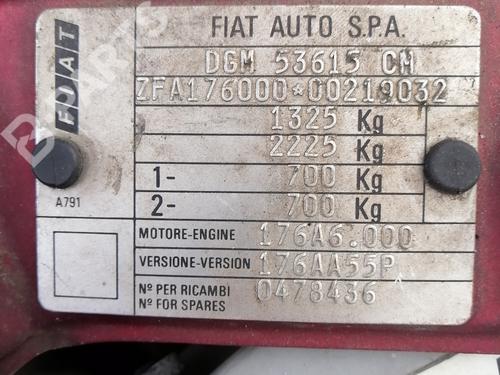 FIAT AUTO S.P.A.
FIAT
DGM 53615 OM
ZFA176000*00219032
1325 Kg
2225 Kg
1- 700 Kg
2- 700 Kg
A791
MOTORE-ENGINE 176A6.000
VERSIONE-VERSION 176AA55P
Nº PER RICAMBI
Nº FOR SPARES 0478436